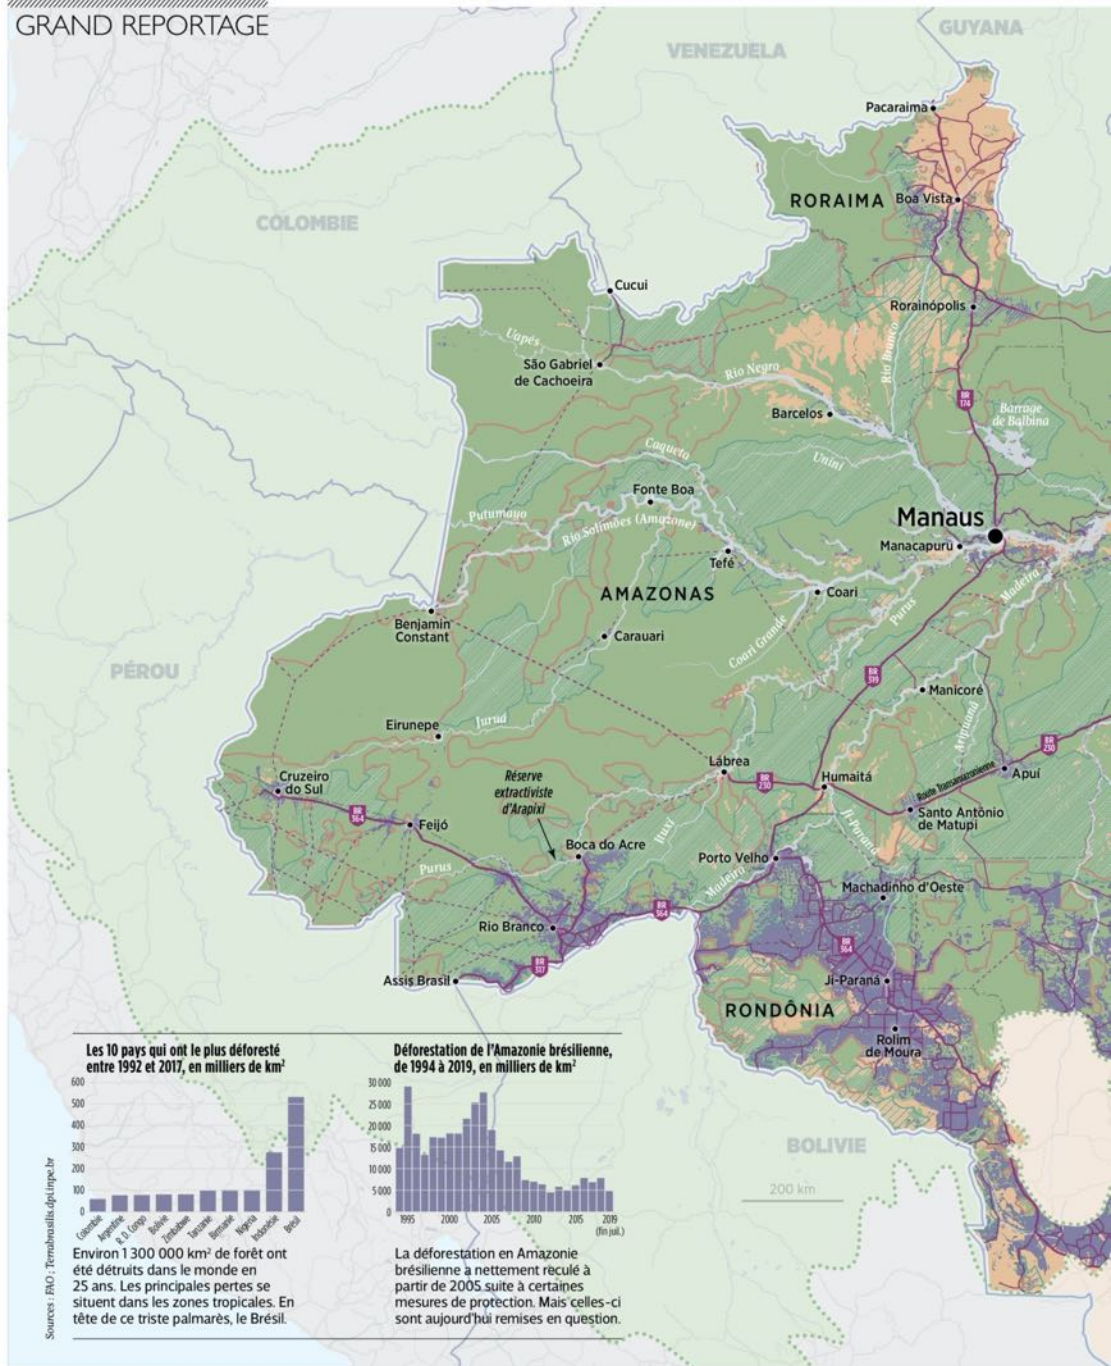 GRAND REPORTAGE
GUYANA
VENEZUELA
Pacaraima
RORAIMA
Boa Vista
COLOMBIE
Cucui
Rorainópolis
Uapés
São Gabriel
de Cachoeira
Rio Negro
Rio Branco
BR
174
Barrage
de Balbina
Barcelos
Caqueta
Unini
Fonte Boa
Putumayo
Rio Solimões (Amazone)
Manaus
Manacapuru
Tefé
AMAZONAS
Coari
Madeira
Purus
Benjamin
Constant
Carauari
Coari Grande
PÉROU
BR
319
Manicoré
Aripuanã
Eirunepe
Juruá
BR
230
Lábrea
Réserve
extractiviste
d'Arapixi
BR
230
Humaitá
Route Transamazonienne
Apuí
Cruzeiro
do Sul
BR
364
Feijó
Santo Antônio
de Matupi
Ituxi
Ji-Paraná
Boca do Acre
Purus
Porto Velho
Madeira
Machadinho d'Oeste
Rio Branco
BR
364
BR
364
BR
317
Assis Brasil
Ji-Paraná
RONDÔNIA
Rolim
de Moura
BOLIVIE
200 km
Les 10 pays qui ont le plus déforesté
entre 1992 et 2017, en milliers de km²
600
500
400
300
200
100
0
Colombie
Argentine
R. D. Congo
Bolivie
Zimbabwe
Tanzanie
Birmanie
Nigeria
Indonésie
Brésil
Environ 1 300 000 km² de forêt ont
été détruits dans le monde en
25 ans. Les principales pertes se
situent dans les zones tropicales. En
tête de ce triste palmarès, le Brésil.
Déforestation de l'Amazonie brésilienne,
de 1994 à 2019, en milliers de km²
30 000
25 000
20 000
15 000
10 000
5 000
0
1995
2000
2005
2010
2015
2019
(fin juil.)
La déforestation en Amazonie
brésilienne a nettement reculé à
partir de 2005 suite à certaines
mesures de protection. Mais celles-ci
sont aujourd'hui remises en question.
Sources : FAO ; Terrabrasilis.dpi.inpe.br